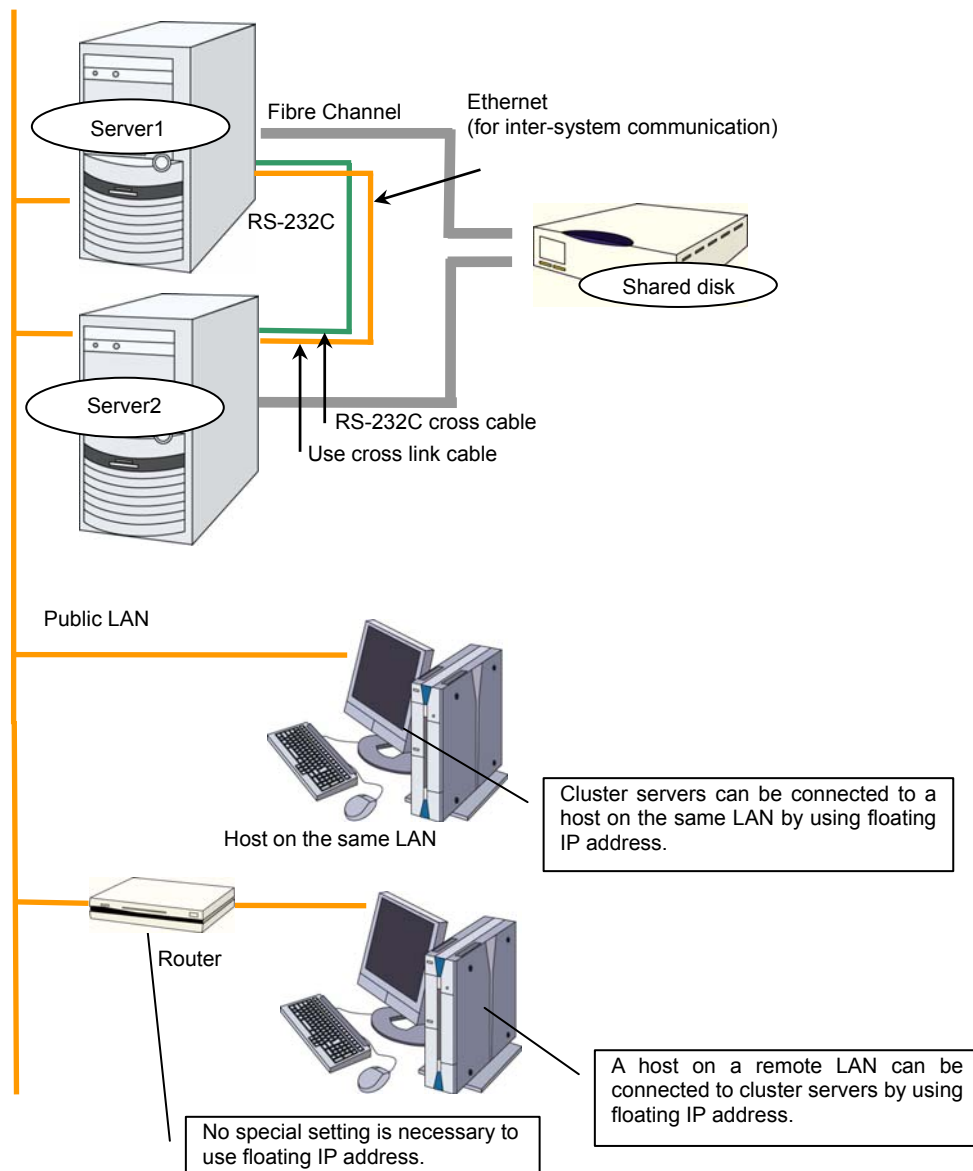 Server1
Fibre Channel
Ethernet
(for inter-system communication)
RS-232C
Shared disk
Server2
RS-232C cross cable
Use cross link cable
Public LAN
Host on the same LAN
Cluster servers can be connected to a
host on the same LAN by using floating
IP address.
Router
A host on a remote LAN can be
connected to cluster servers by using
floating IP address.
No special setting is necessary to
use floating IP address.